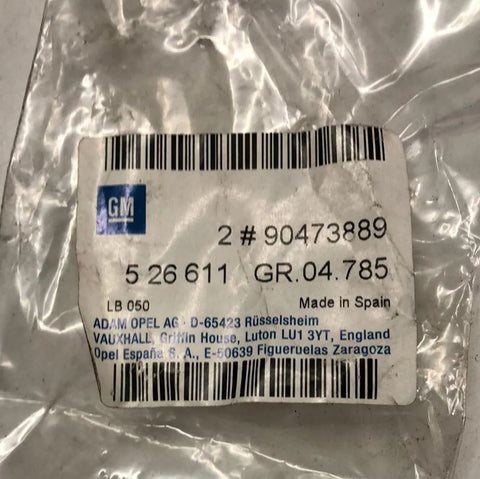 GM
2 # 90473889
5 26 611 GR.04.785
LB 050 Made in Spain
ADAM OPEL AG - D-65423 Rüsselsheim
VAUXHALL, Griffin House, Luton LU1 3YT, England
Opel España S. A., E-50639 Figueruelas Zaragoza